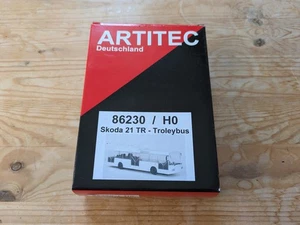 ARTITEC
Deutschland
86230 / H0
Skoda 21 TR - Troleybus